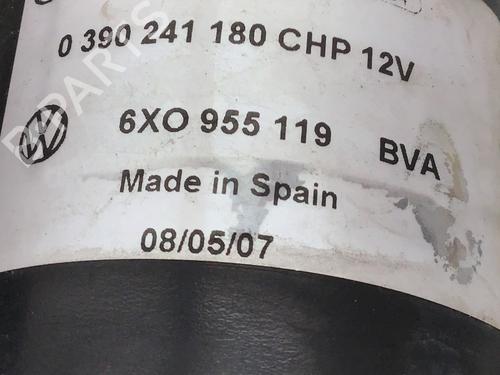 0 390 241 180 CHP 12V
6XO 955 119 BVA
Made in Spain
08/05/07